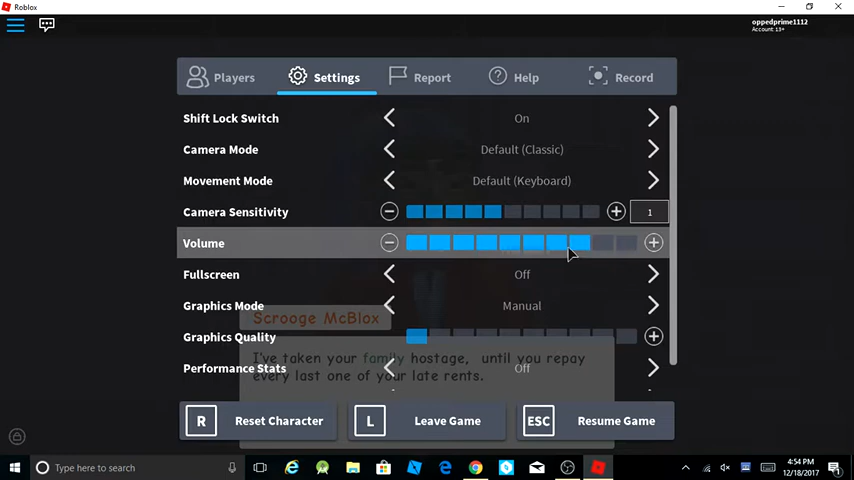 Roblox
oppedprime1112
Account: 13+
Players
Settings
Report
Help
Record
Shift Lock Switch
On
Camera Mode
Default (Classic)
Movement Mode
Default (Keyboard)
Camera Sensitivity
1
Volume
Fullscreen
Off
Graphics Mode
Manual
Scrooge McBlox
Graphics Quality
I've taken your family hostage, until you repay
every last one of your late rents.
Performance Stats
Off
R Reset Character
L Leave Game
ESC Resume Game
Type here to search
4:54 PM
12/18/2017